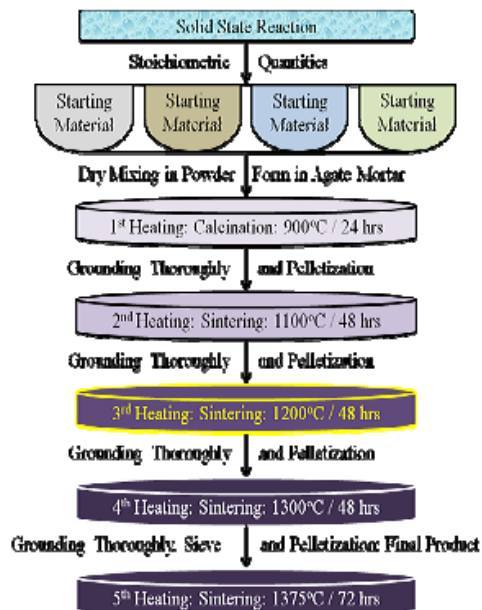 Solid State Reaction
Stoichiometric Quantities
Starting Material Starting Material Starting Material Starting Material
Dry Mixing in Powder Form in Agate Mortar
1st Heating: Calcination: 900°C / 24 hrs
Grounding Thoroughly and Pelletization
2nd Heating: Sintering: 1100°C / 48 hrs
Grounding Thoroughly and Pelletization
3rd Heating: Sintering: 1200°C / 48 hrs
Grounding Thoroughly and Pelletization
4th Heating: Sintering: 1300°C / 48 hrs
Grounding Thoroughly. Sieve and Pelletization: Final Product
5th Heating: Sintering: 1375°C / 72 hrs